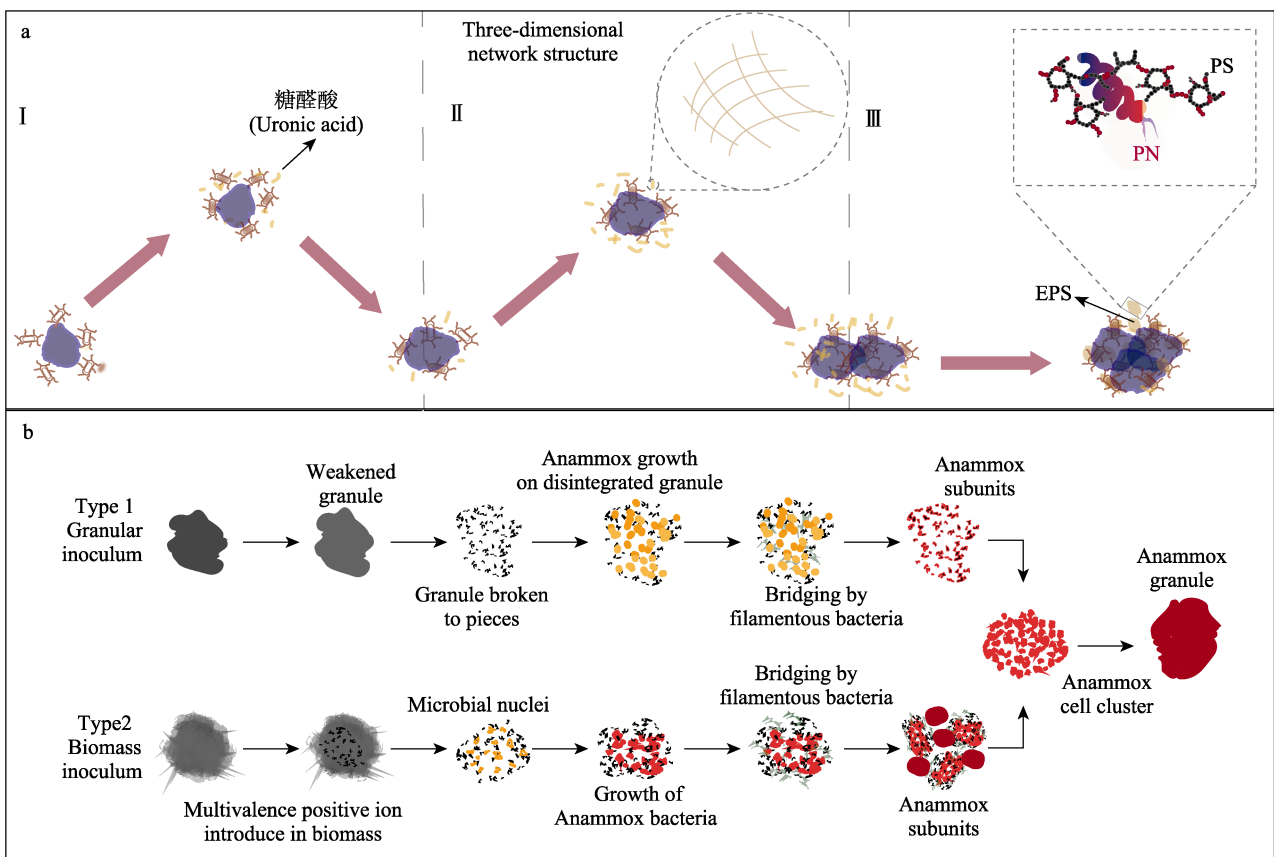 a
Three-dimensional
network structure
Ⅰ
糖醛酸
(Uronic acid)
Ⅱ
Ⅲ
PS
PN
EPS
b
Type 1
Granular
inoculum
Weakened
granule
Granule broken
to pieces
Anammox growth
on disintegrated granule
Bridging by
filamentous bacteria
Anammox
subunits
Anammox
granule
Anammox
cell cluster
Type2
Biomass
inoculum
Multivalence positive ion
introduce in biomass
Microbial nuclei
Growth of
Anammox bacteria
Bridging by
filamentous bacteria
Anammox
subunits